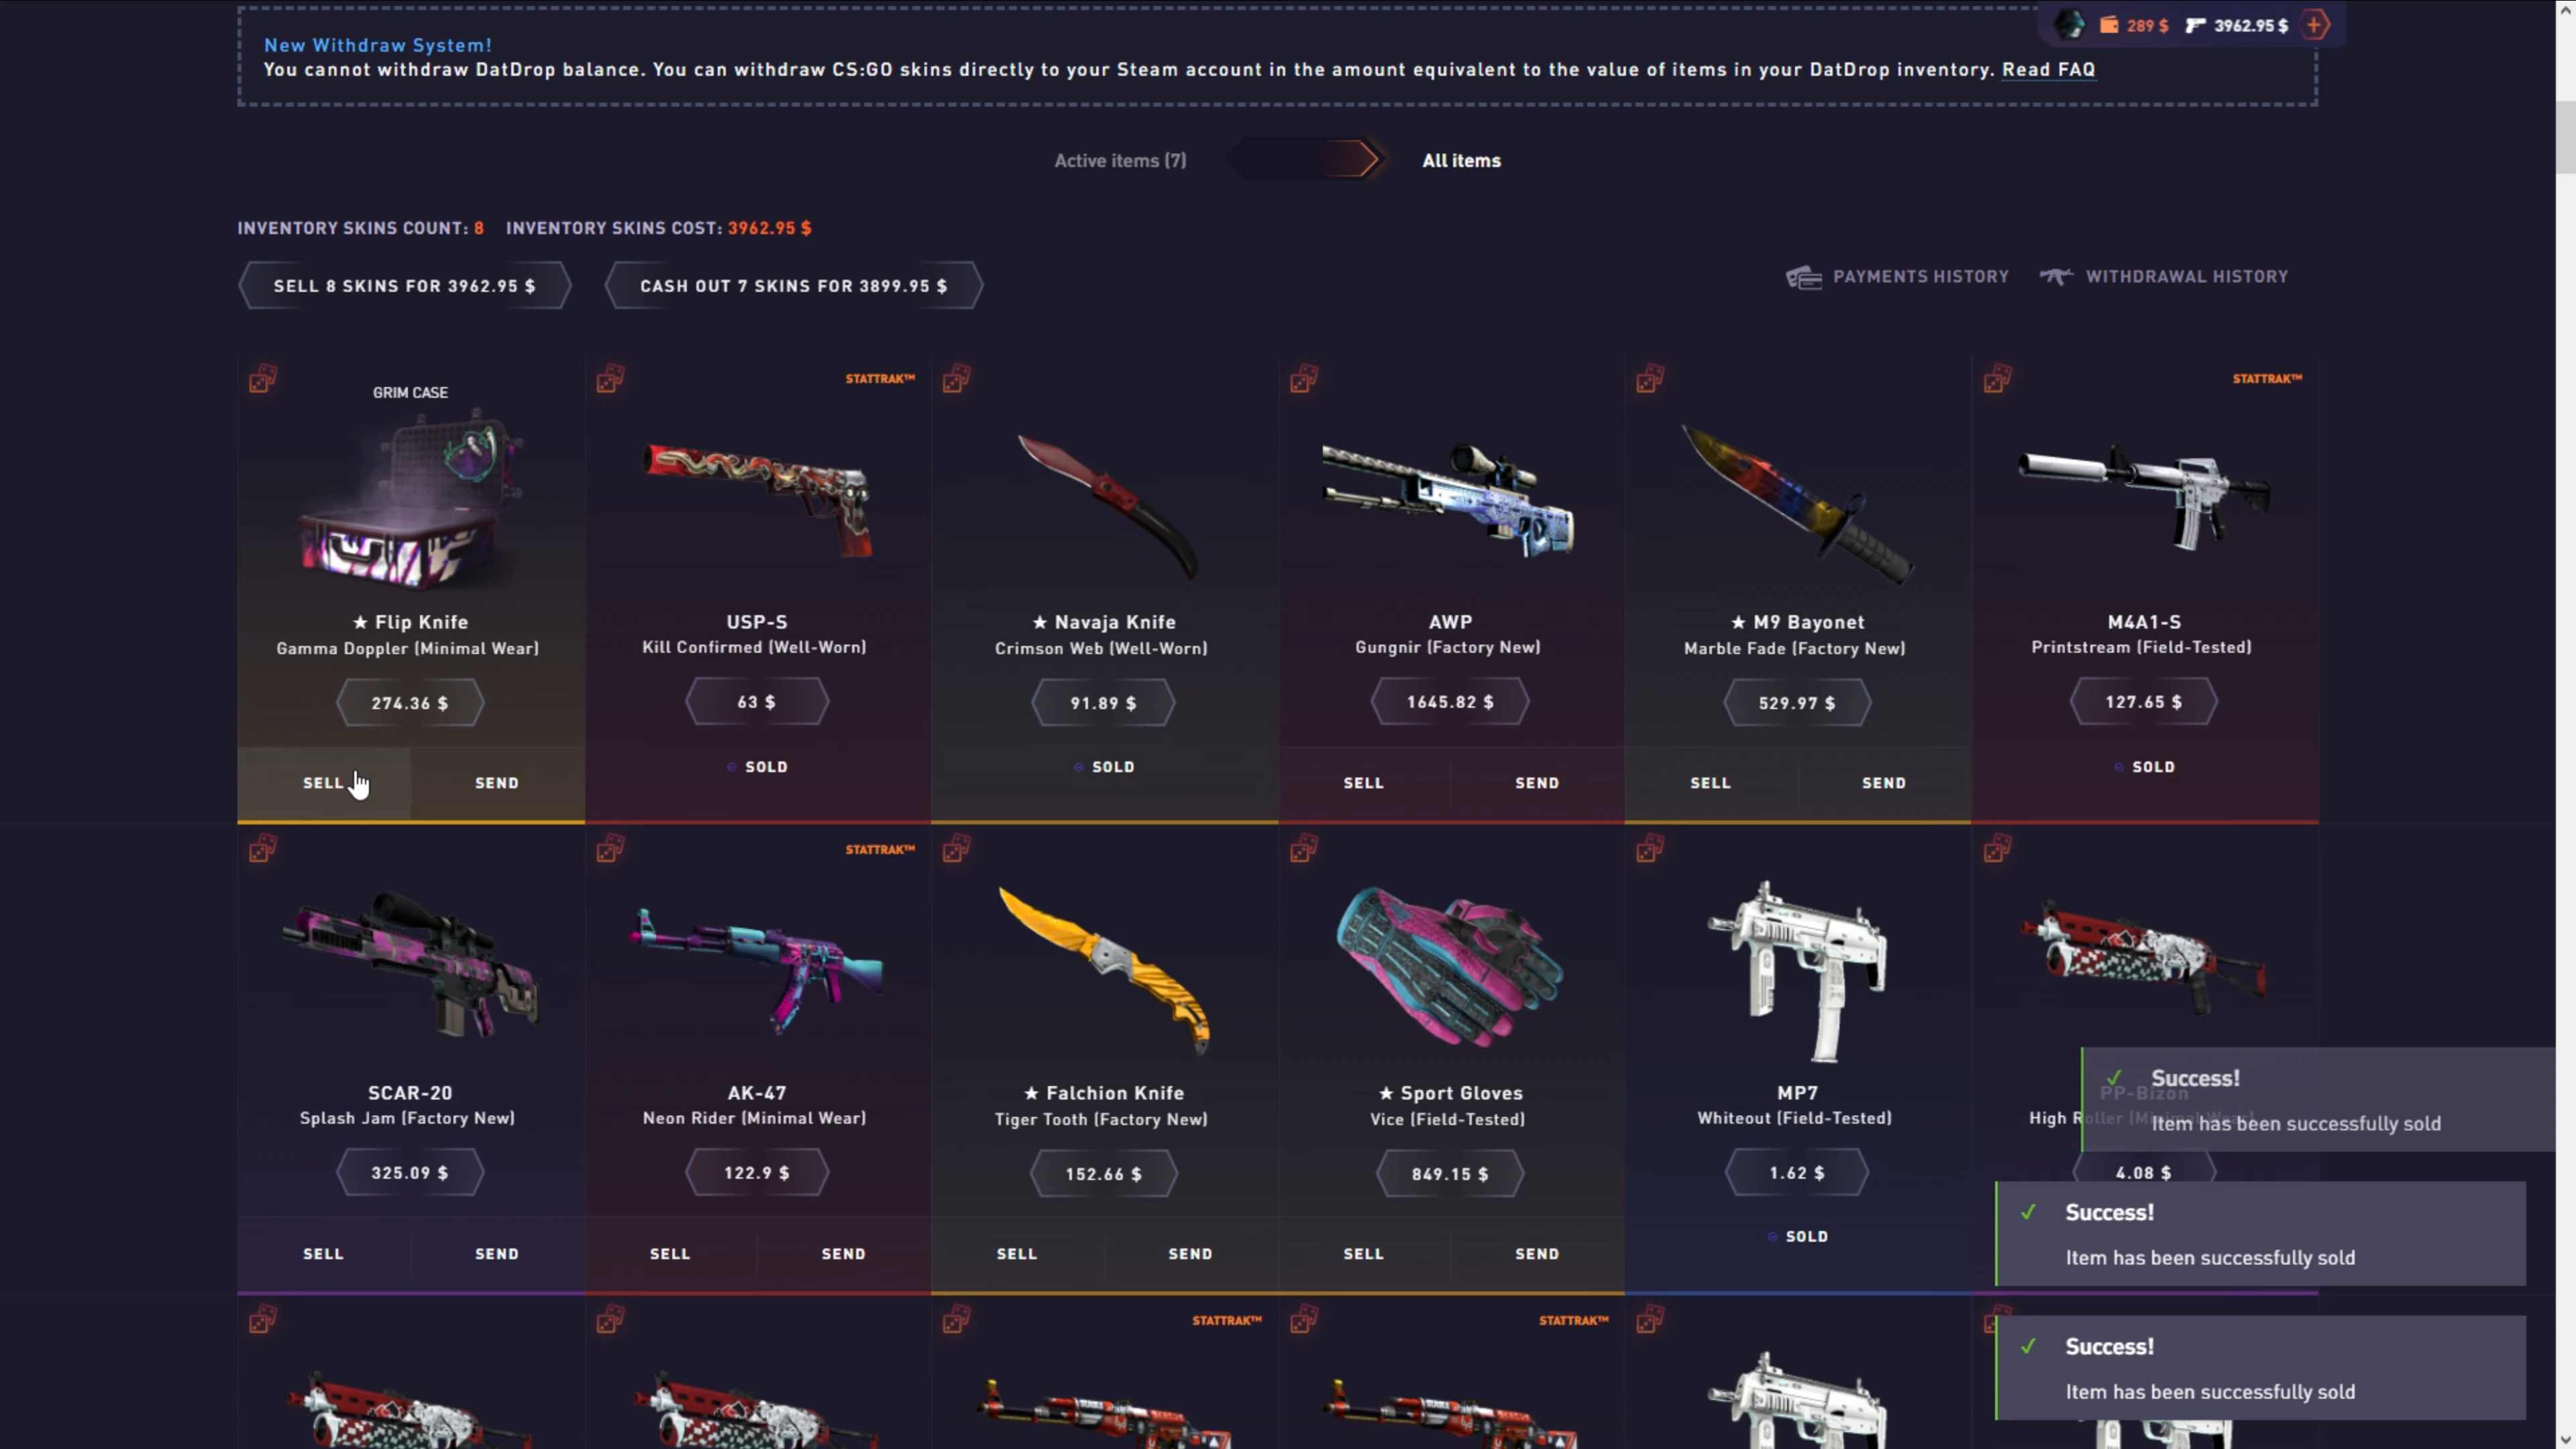 289 $ 3962.95 $
New Withdraw System!
You cannot withdraw DatDrop balance. You can withdraw CS:GO skins directly to your Steam account in the amount equivalent to the value of items in your DatDrop inventory. Read FAQ
Active items (7) All items
INVENTORY SKINS COUNT: 8 INVENTORY SKINS COST: 3962.95 $
SELL 8 SKINS FOR 3962.95 $ CASH OUT 7 SKINS FOR 3899.95 $ PAYMENTS HISTORY WITHDRAWAL HISTORY
GRIM CASE STATTRAK™ STATTRAK™
★ Flip Knife USP-S ★ Navaja Knife AWP ★ M9 Bayonet M4A1-S
Gamma Doppler (Minimal Wear) Kill Confirmed (Well-Worn) Crimson Web (Well-Worn) Gungnir (Factory New) Marble Fade (Factory New) Printstream (Field-Tested)
274.36 $ 63 $ 91.89 $ 1645.82 $ 529.97 $ 127.65 $
SELL SEND SOLD SOLD SELL SEND SELL SEND SOLD
STATTRAK™
SCAR-20 AK-47 ★ Falchion Knife ★ Sport Gloves MP7 PP-Bizon
Splash Jam (Factory New) Neon Rider (Minimal Wear) Tiger Tooth (Factory New) Vice (Field-Tested) Whiteout (Field-Tested) High Roller (Minimal Wear)
325.09 $ 122.9 $ 152.66 $ 849.15 $ 1.62 $ 4.08 $
SELL SEND SELL SEND SELL SEND SELL SEND SOLD
STATTRAK™ STATTRAK™
Success!
Item has been successfully sold
Success!
Item has been successfully sold
Success!
Item has been successfully sold